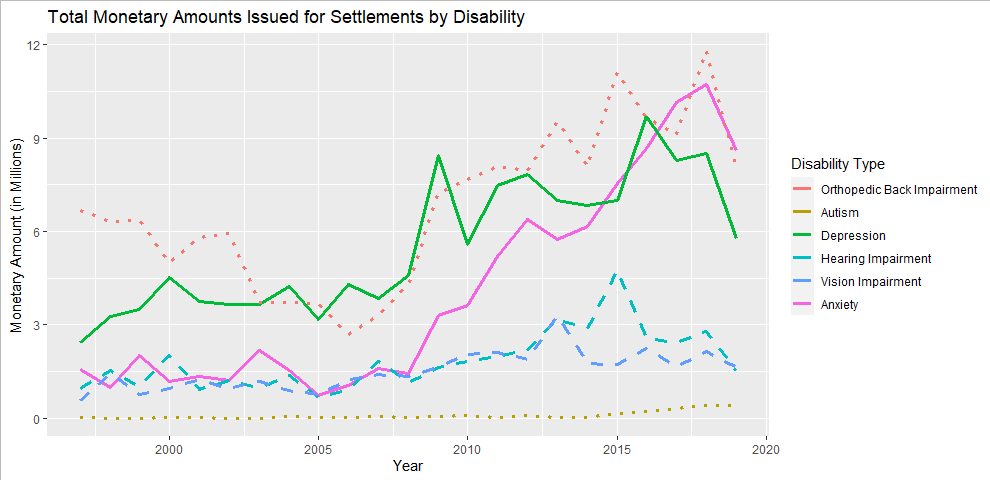 Total Monetary Amounts Issued for Settlements by Disability
12
9
6
3
0
Monetary Amount (in Millions)
2000
2005
2010
2015
2020
Year
Disability Type
Orthopedic Back Impairment
Autism
Depression
Hearing Impairment
Vision Impairment
Anxiety